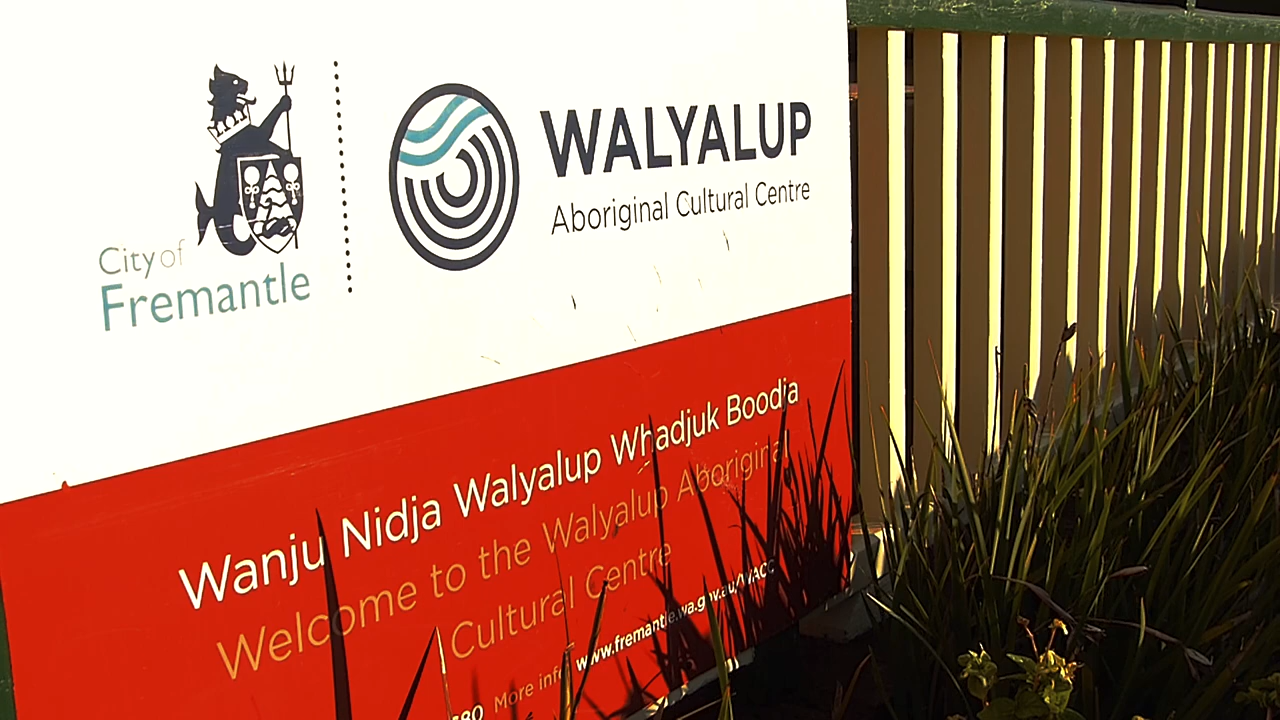 City of
Fremantle
WALYALUP
Aboriginal Cultural Centre
Wanju Nidja Walyalup Whadjuk Boodja
Welcome to the Walyalup Aboriginal
Cultural Centre
More info www.fremantle.wa.gov.au/WACC